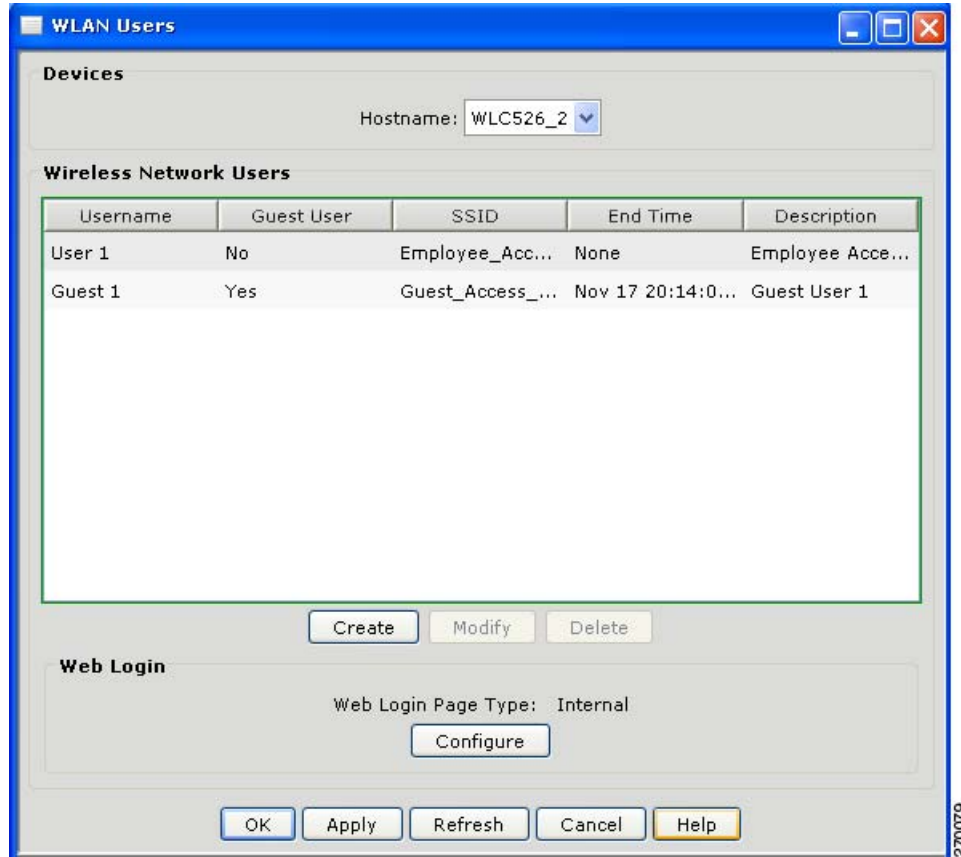 WLAN Users
Devices
Hostname: WLC526_2
Wireless Network Users
Username Guest User SSID End Time Description
User 1 No Employee_Acc... None Employee Acce...
Guest 1 Yes Guest_Access_... Nov 17 20:14:0... Guest User 1
Create Modify Delete
Web Login
Web Login Page Type: Internal
Configure
OK Apply Refresh Cancel Help
270079